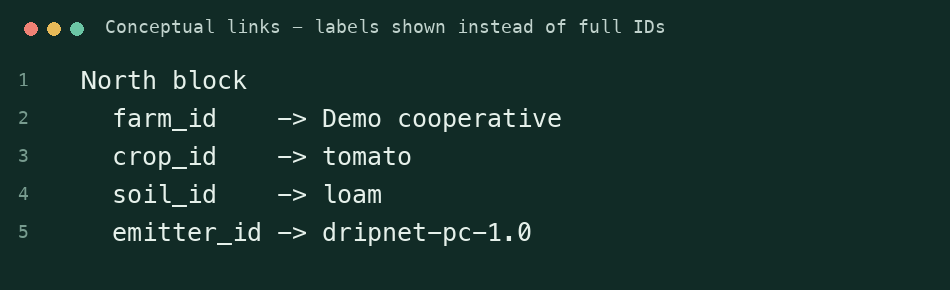 Conceptual links — labels shown instead of full IDs
1 North block
2 farm_id —> Demo cooperative
3 crop_id —> tomato
4 soil_id —> loam
5 emitter_id —> dripnet-pc-1.0